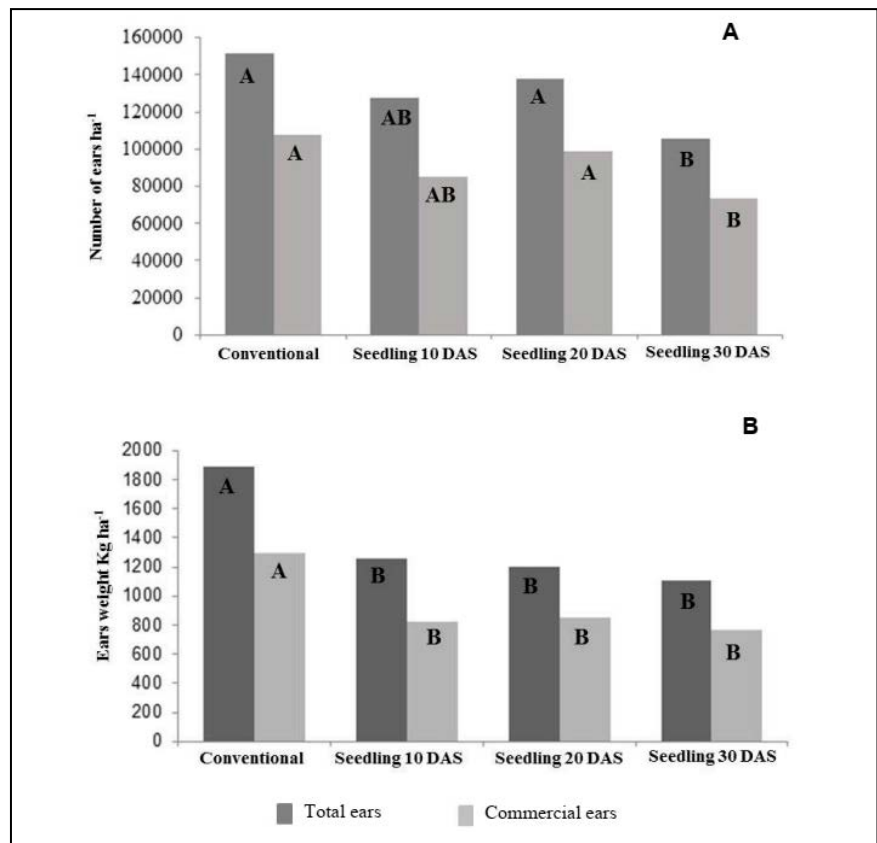 A
160000
140000
120000
100000
80000
60000
40000
20000
0
Number of ears ha⁻¹
A
A
AB
AB
A
A
B
B
Conventional Seedling 10 DAS Seedling 20 DAS Seedling 30 DAS
B
2000
1800
1600
1400
1200
1000
800
600
400
200
0
Ears weight Kg ha⁻¹
A
A
B
B
B
B
B
B
Conventional Seedling 10 DAS Seedling 20 DAS Seedling 30 DAS
Total ears Commercial ears